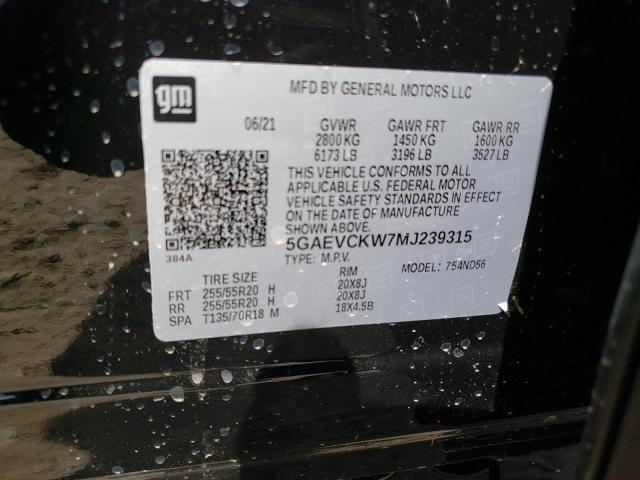 gm
MFD BY GENERAL MOTORS LLC
06/21 GVWR GAWR FRT GAWR RR
2800 KG 1450 KG 1600 KG
6173 LB 3196 LB 3527 LB
THIS VEHICLE CONFORMS TO ALL
APPLICABLE U.S. FEDERAL MOTOR
VEHICLE SAFETY STANDARDS IN EFFECT
ON THE DATE OF MANUFACTURE
384A
5GAEVCKW7MJ239315
TYPE: M.P.V. MODEL: 754ND56
TIRE SIZE RIM
FRT 255/55R20 H 20X8J
RR 255/55R20 H 20X8J
SPA T135/70R18 M 18X4.5B